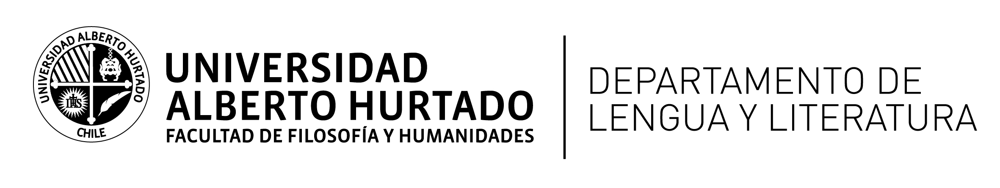 UNIVERSIDAD ALBERTO HURTADO
CHILE
IHS
UNIVERSIDAD
ALBERTO HURTADO
FACULTAD DE FILOSOFÍA Y HUMANIDADES
DEPARTAMENTO DE
LENGUA Y LITERATURA